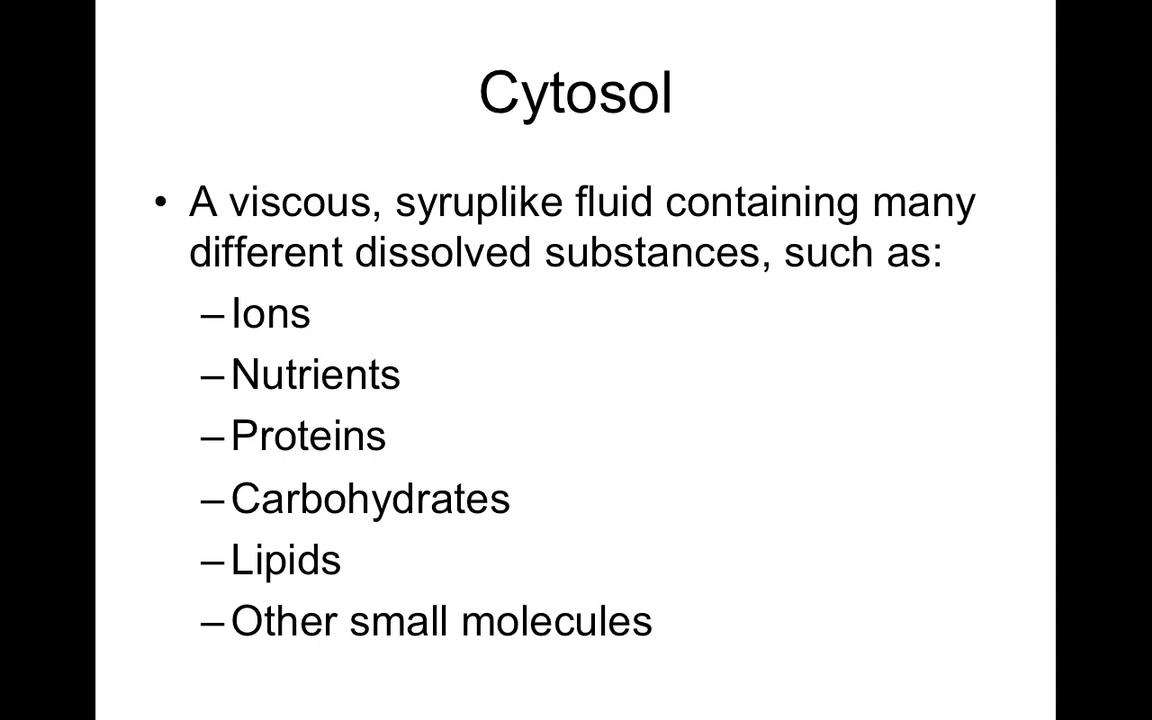 Cytosol
• A viscous, syruplike fluid containing many
different dissolved substances, such as:
–Ions
–Nutrients
–Proteins
–Carbohydrates
–Lipids
–Other small molecules